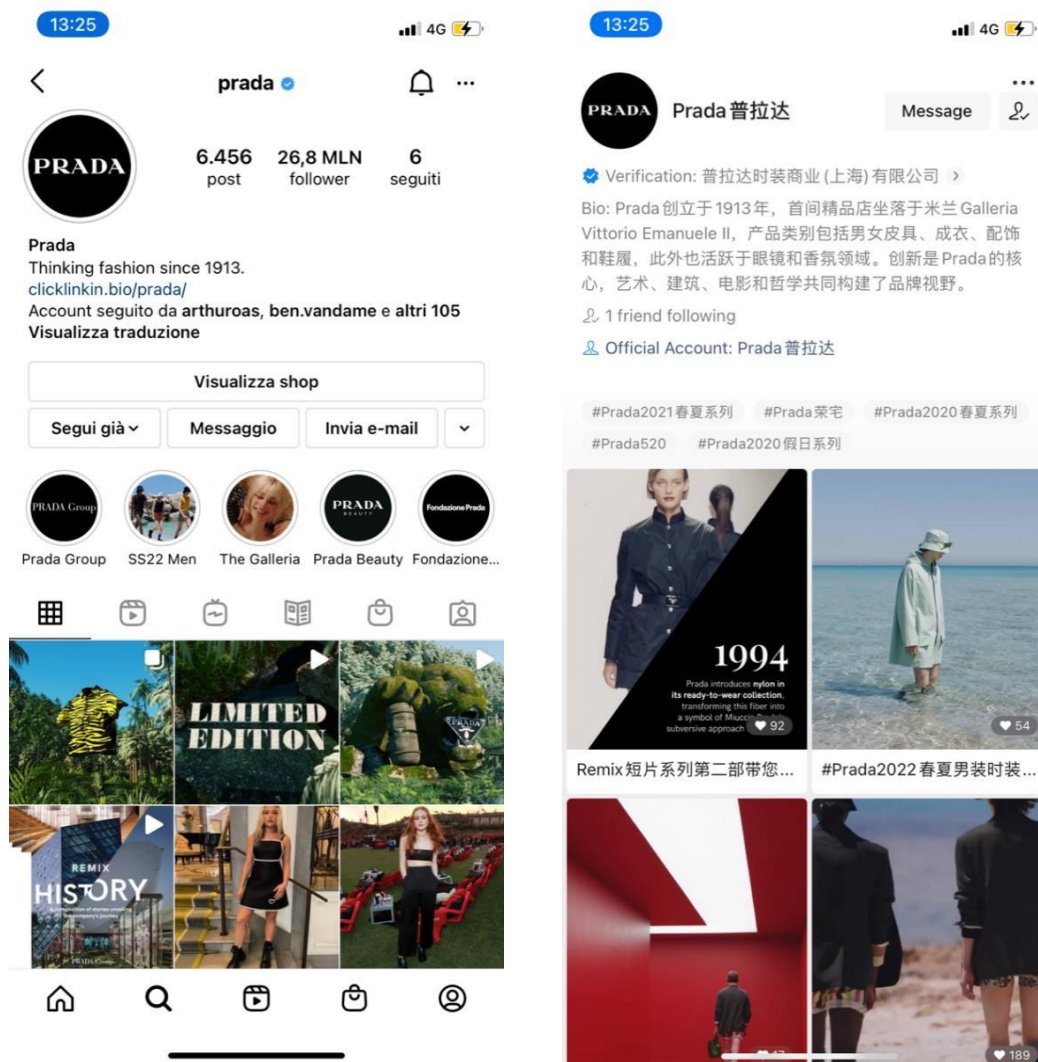 13:25
4G
prada
PRADA
6.456
post
26,8 MLN
follower
6
seguiti
Prada
Thinking fashion since 1913.
clicklinkin.bio/prada/
Account seguito da arthuroas, ben.vandame e altri 105
Visualizza traduzione
Visualizza shop
Segui già
Messaggio
Invia e-mail
PRADA Group
PRADA
BEAUTY
Fondazione Prada
Prada Group
SS22 Men
The Galleria
Prada Beauty
Fondazione...
LIMITED
EDITION
PRADA
REMIX
HISTORY
PRADA Group
13:25
4G
PRADA
Prada普拉达
Message
Verification: 普拉达时装商业 (上海) 有限公司
Bio: Prada创立于1913年，首间精品店坐落于米兰Galleria
Vittorio Emanuele II，产品类别包括男女皮具、成衣、配饰
和鞋履，此外也活跃于眼镜和香氛领域。创新是Prada的核
心，艺术、建筑、电影和哲学共同构建了品牌视野。
1 friend following
Official Account: Prada普拉达
#Prada2021春夏系列
#Prada荣宅
#Prada2020春夏系列
#Prada520
#Prada2020假日系列
1994
Prada introduces nylon in
its ready-to-wear collection,
transforming this fiber into
a symbol of
subversive approach
92
54
Remix短片系列第二部带您...
#Prada2022春夏男装时装...
189